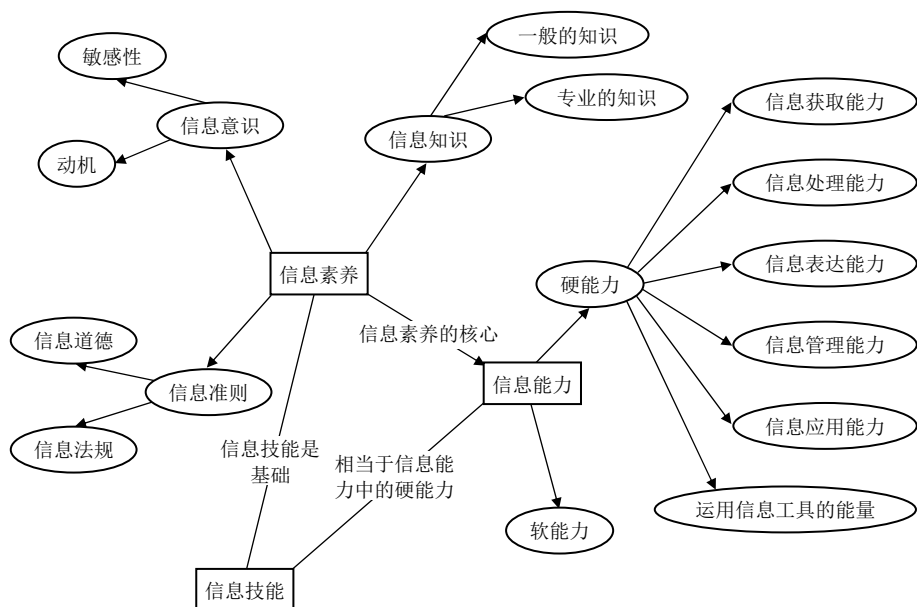 一般的知识
敏感性
专业的知识
信息获取能力
信息意识
信息知识
动机
信息处理能力
信息素养
硬能力
信息表达能力
信息素养的核心
信息道德
信息管理能力
信息能力
信息准则
信息法规
信息技能是
基础
相当于信息能
力中的硬能力
信息应用能力
运用信息工具的能量
软能力
信息技能